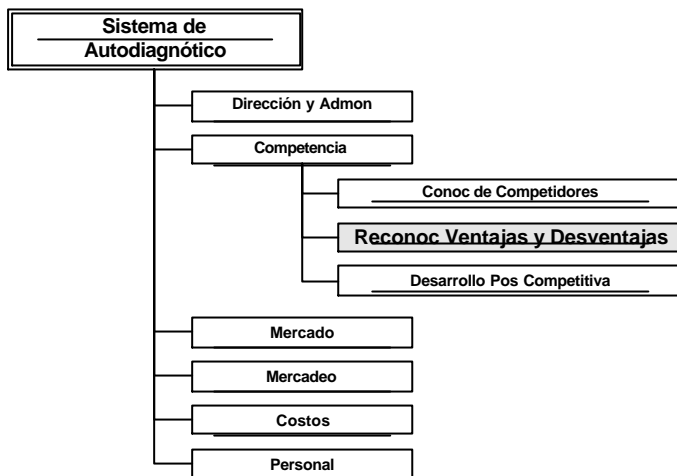 Sistema de
Autodiagnótico
Dirección y Admon
Competencia
Conoc de Competidores
Reconoc Ventajas y Desventajas
Desarrollo Pos Competitiva
Mercado
Mercadeo
Costos
Personal